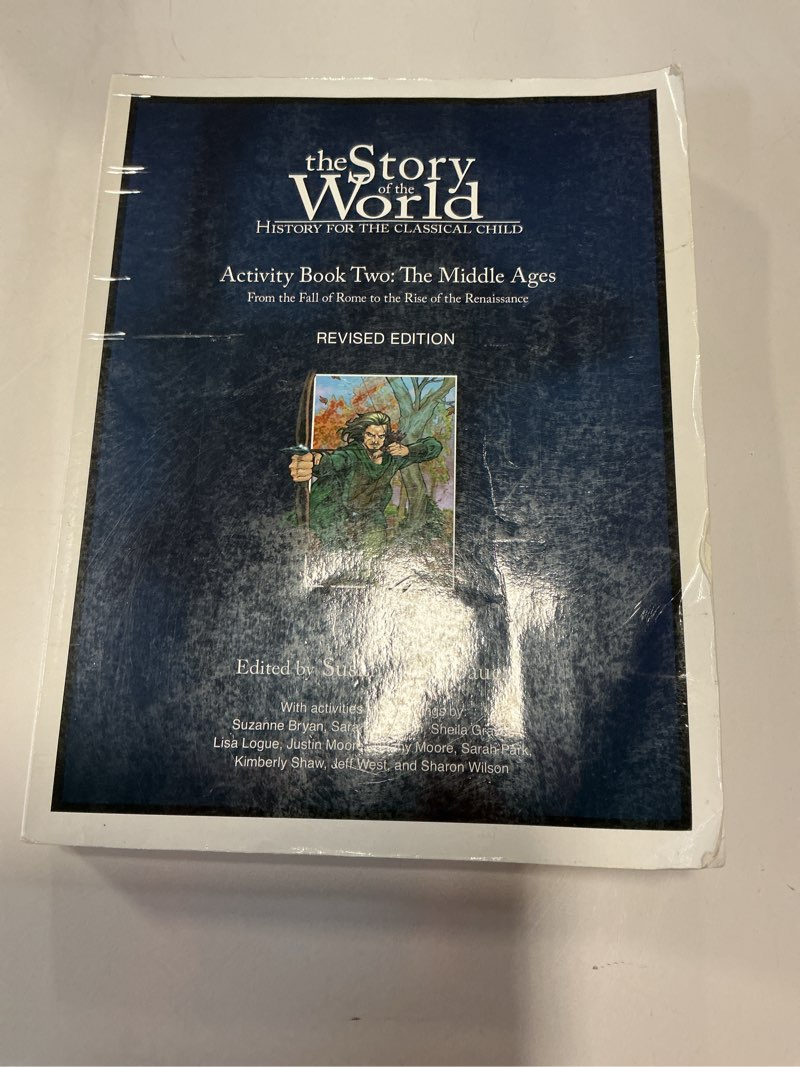 the Story
of the
World
HISTORY FOR THE CLASSICAL CHILD
Activity Book Two: The Middle Ages
From the Fall of Rome to the Rise of the Renaissance
REVISED EDITION
Edited by
With activities by
Suzanne Bryan, Sheila
Lisa Logue, Justin Moore, Moore, Sarah Park,
Kimberly Shaw, Jeff West, and Sharon Wilson